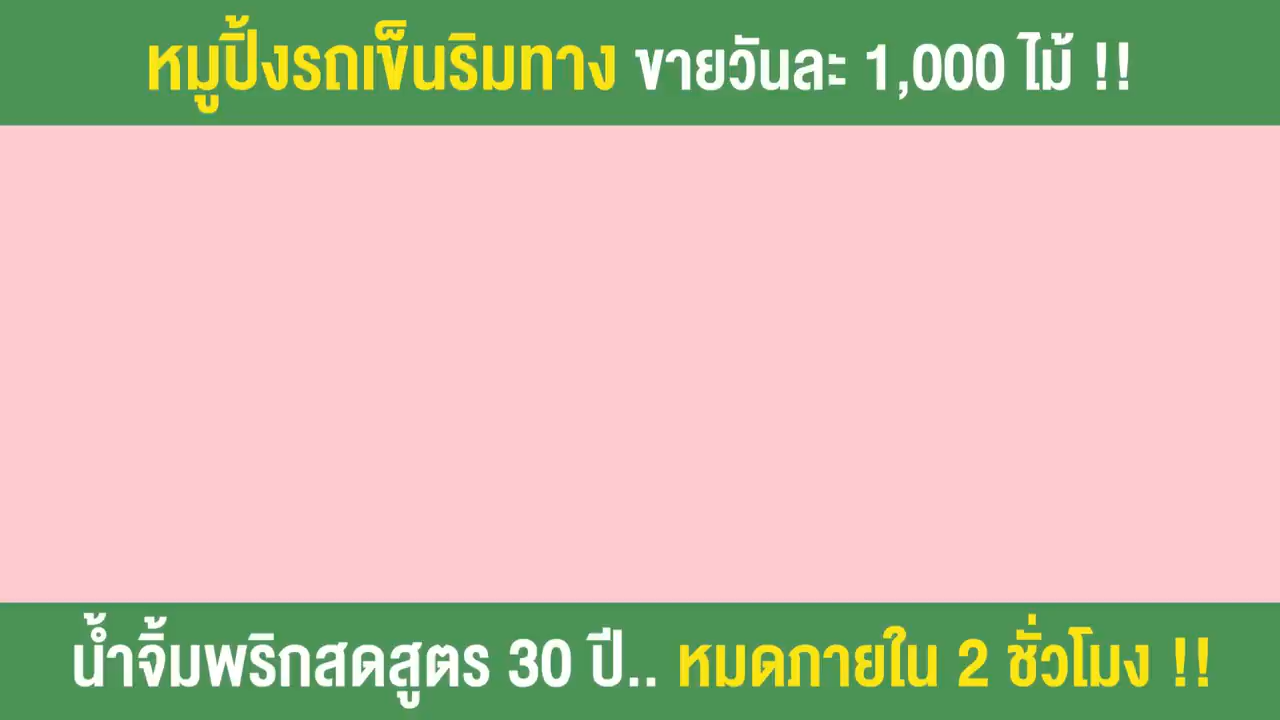 หมูปิ้งรถเข็นริมทาง ขายวันละ 1,000 ไม้ !!
น้ำจิ้มพริกสดสูตร 30 ปี.. หมดภายใน 2 ชั่วโมง !!